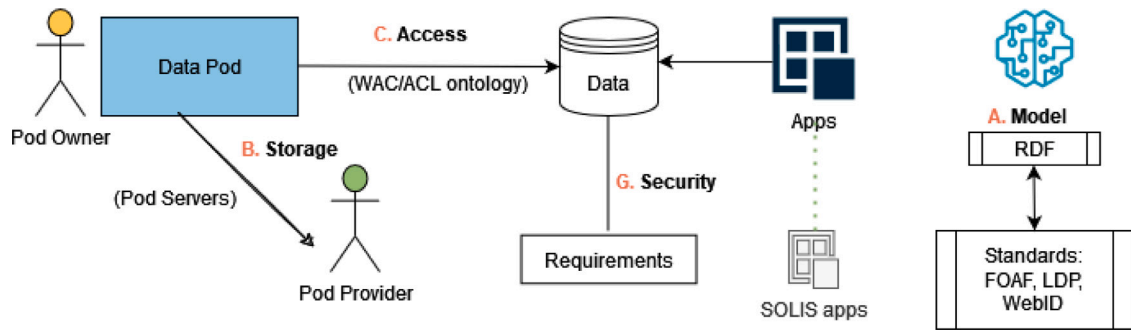 C. Access
Data Pod
(WAC/ACL ontology)
Data
Pod Owner
Apps
A. Model
RDF
B. Storage
(Pod Servers)
G. Security
Pod Provider
Requirements
SOLIS apps
Standards:
FOAF, LDP,
WebID